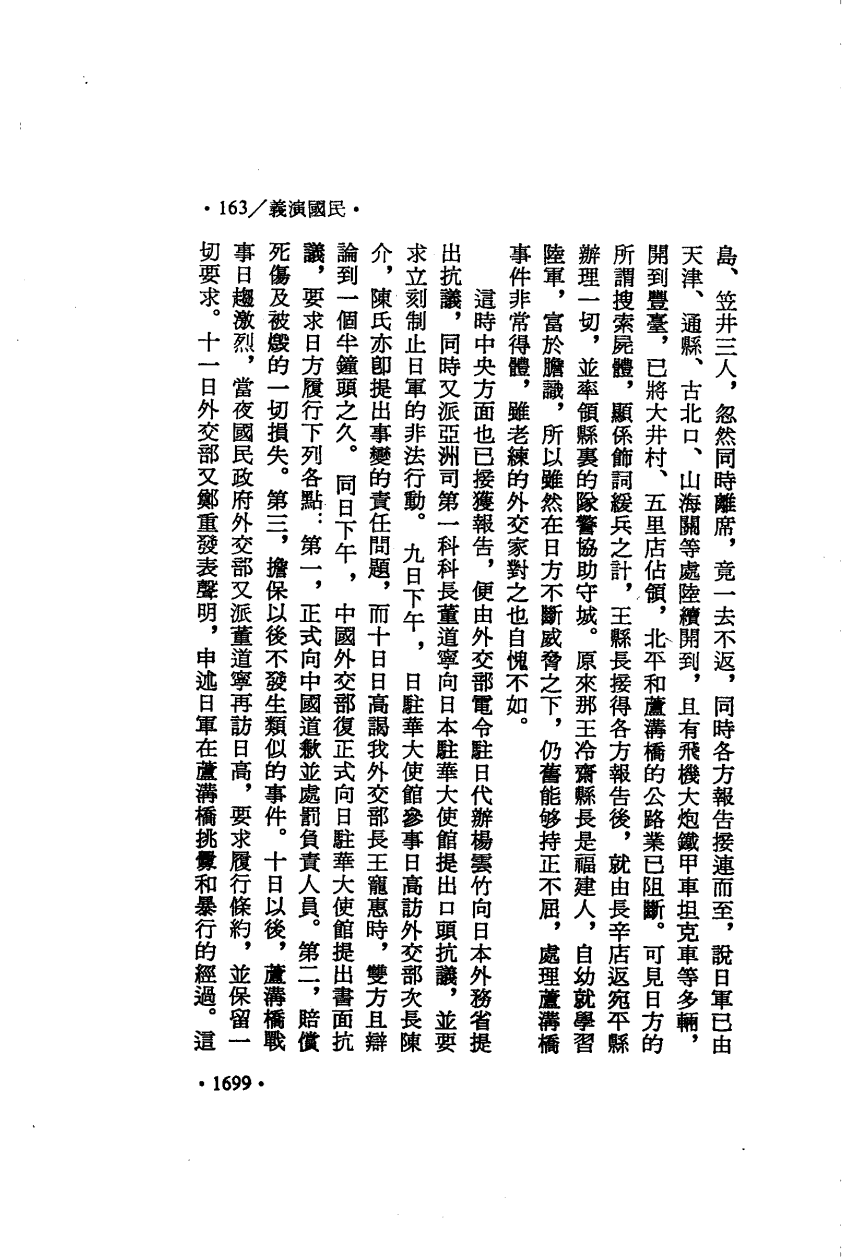 ·163／義演國民·
島、笠井三人，忽然同時離席，竟一去不返，同時各方報告接連而至，說日軍已由
天津、通縣、古北口、山海關等處陸續開到，且有飛機大炮鐵甲車坦克車等多輛，
開到豐臺，已將大井村、五里店佔領，北平和蘆溝橋的公路業已阻斷。可見日方的
所謂搜索屍體，顯係飾詞緩兵之計，王縣長接得各方報告後，就由長辛店返宛平縣
辦理一切，並率領縣裏的隊警協助守城。原來那王冷齋縣長是福建人，自幼就學習
陸軍，富於膽識，所以雖然在日方不斷威脅之下，仍舊能够持正不屈，處理蘆溝橋
事件非常得體，雖老練的外交家對之也自愧不如。
這時中央方面也已接獲報告，便由外交部電令駐日代辦楊雲竹向日本外務省提
出抗議，同時又派亞洲司第一科科長董道寧向日本駐華大使館提出口頭抗議，並要
求立刻制止日軍的非法行動。九日下午，日駐華大使館參事日高訪外交部次長陳
介，陳氏亦卽提出事變的責任問題，而十日日高謁我外交部長王寵惠時，雙方且辯
論到一個半鐘頭之久。同日下午，中國外交部復正式向日駐華大使館提出書面抗
議，要求日方履行下列各點：第一，正式向中國道歉並處罰負責人員。第二，賠償
死傷及被燬的一切損失。第三，擔保以後不發生類似的事件。十日以後，蘆溝橋戰
事日趨激烈，當夜國民政府外交部又派董道寧再訪日高，要求履行條約，並保留一
切要求。十一日外交部又鄭重發表聲明，申述日軍在蘆溝橋挑釁和暴行的經過。這
·1699·